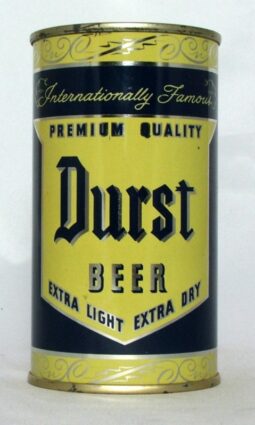 Internationally Famous
PREMIUM QUALITY
Durst
BEER
EXTRA LIGHT EXTRA DRY